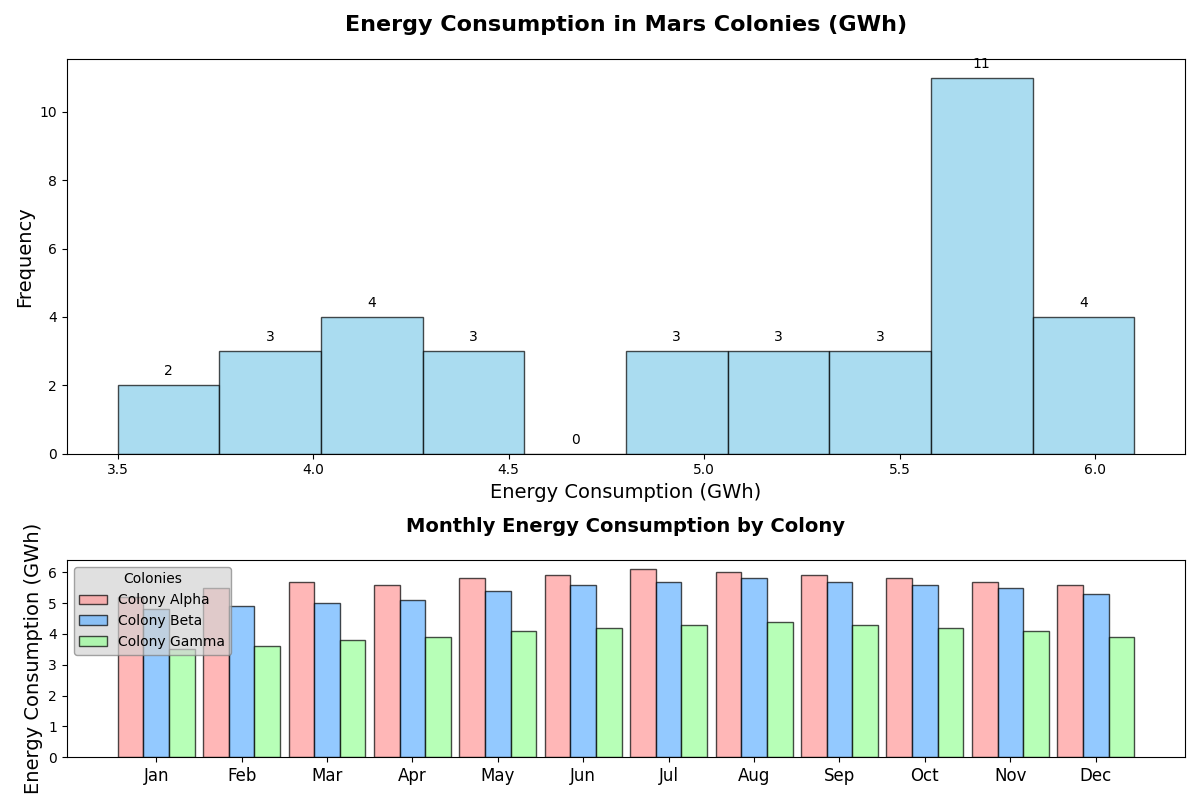 Energy Consumption in Mars Colonies (GWh)
Frequency
10
8
6
4
2
0
2
3
4
3
0
3
3
3
11
4
3.5 4.0 4.5 5.0 5.5 6.0
Energy Consumption (GWh)
Monthly Energy Consumption by Colony
Energy Consumption (GWh)
6
5
4
3
2
1
0
Colonies
Colony Alpha
Colony Beta
Colony Gamma
Jan Feb Mar Apr May Jun Jul Aug Sep Oct Nov Dec